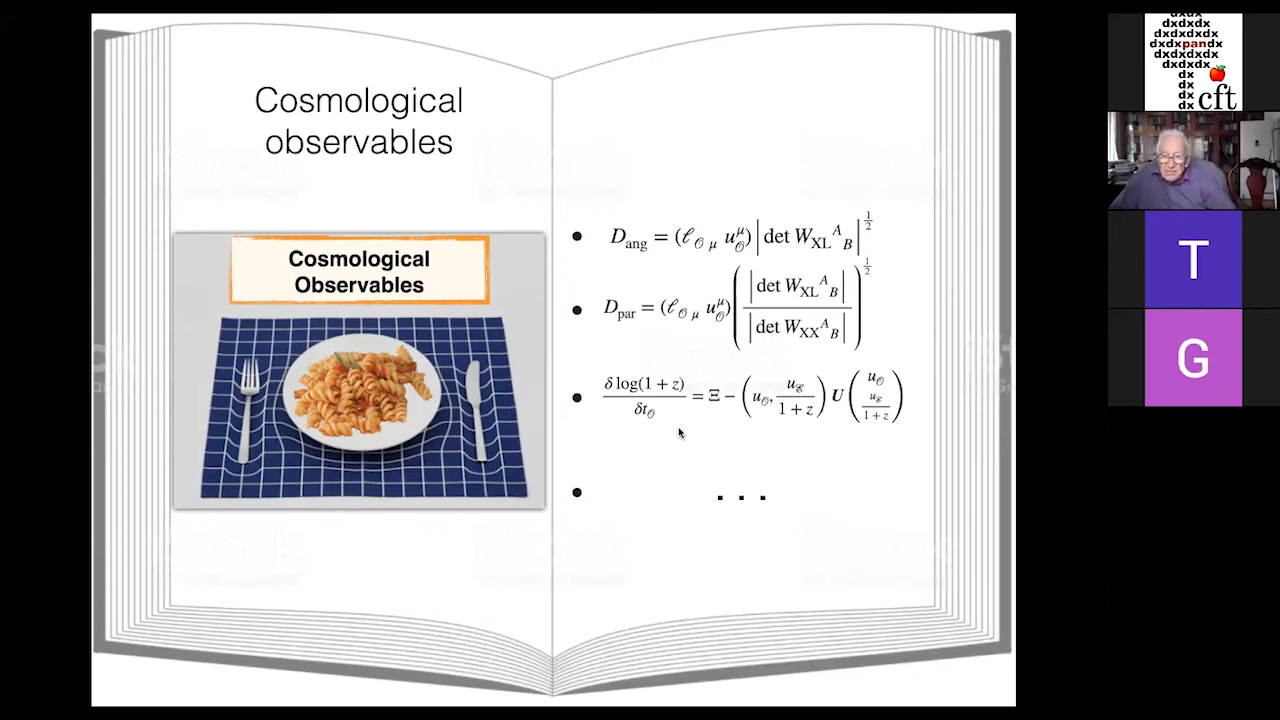 Cosmological
observables
Cosmological
Observables
• D_ang = (ℓ_𝒪 μ u^μ_𝒪) |det W_XL^A_B|^{1/2}
• D_par = (ℓ_𝒪 μ u^μ_𝒪) (|det W_XL^A_B| / |det W_XX^A_B|)^{1/2}
• δ log(1 + z) / δt_𝒪 = Ξ − (u_𝒪, u_ℰ / 1 + z) U (u_𝒪 u_ℰ / 1 + z)
• . . .
dxdx
dxdxdx
dxdxdxdx
dxdxpandx
dxdxdxdx
dxdxdx
dx
dx
dx
dx
cft
T
G